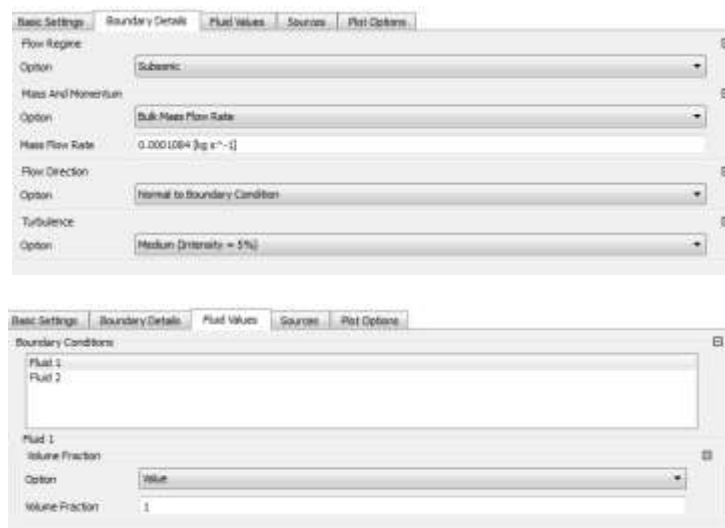 Basic Settings Boundary Details Fluid Values Sources Plot Options
Flow Regime
Option Subsonic
Mass And Momentum
Option Bulk Mass Flow Rate
Mass Flow Rate 0.0001084 [kg s^-1]
Flow Direction
Option Normal to Boundary Condition
Turbulence
Option Medium (Intensity = 5%)
Basic Settings Boundary Details Fluid Values Sources Plot Options
Boundary Conditions
Fluid 1
Fluid 2
Fluid 1
Volume Fraction
Option Value
Volume Fraction 1